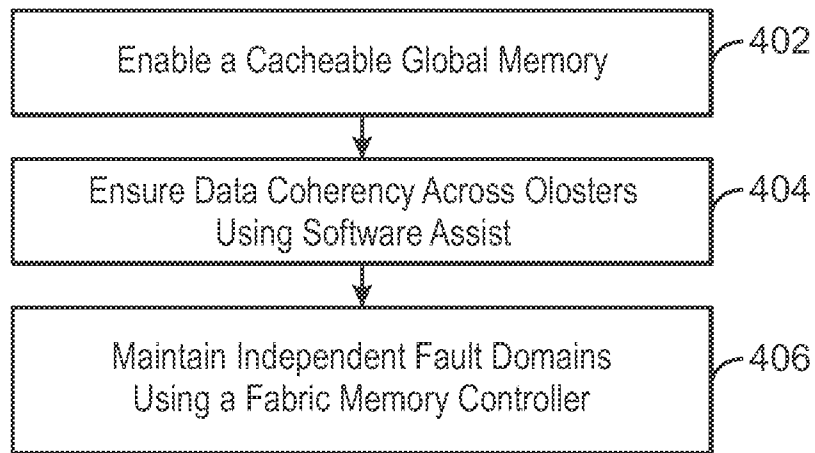 Enable a Cacheable Global Memory
402
Ensure Data Coherency Across Olosters
Using Software Assist
404
Maintain Independent Fault Domains
Using a Fabric Memory Controller
406